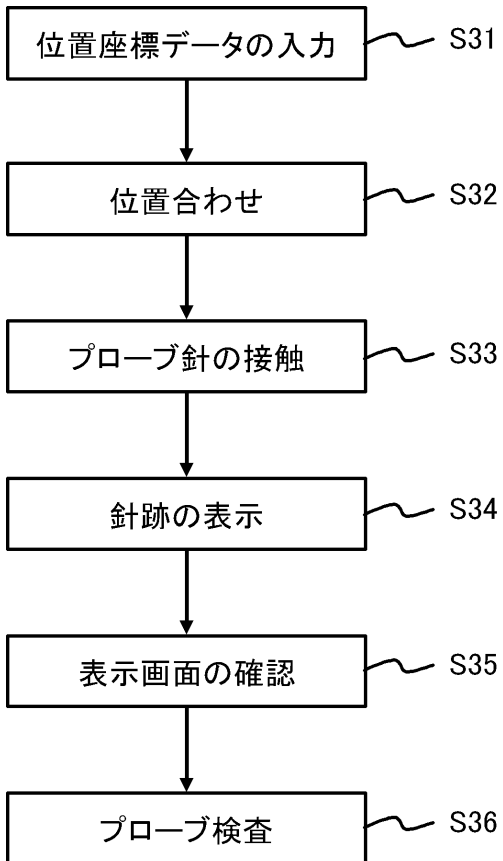 位置座標データの入力 S31
位置合わせ S32
プローブ針の接触 S33
針跡の表示 S34
表示画面の確認 S35
プローブ検査 S36